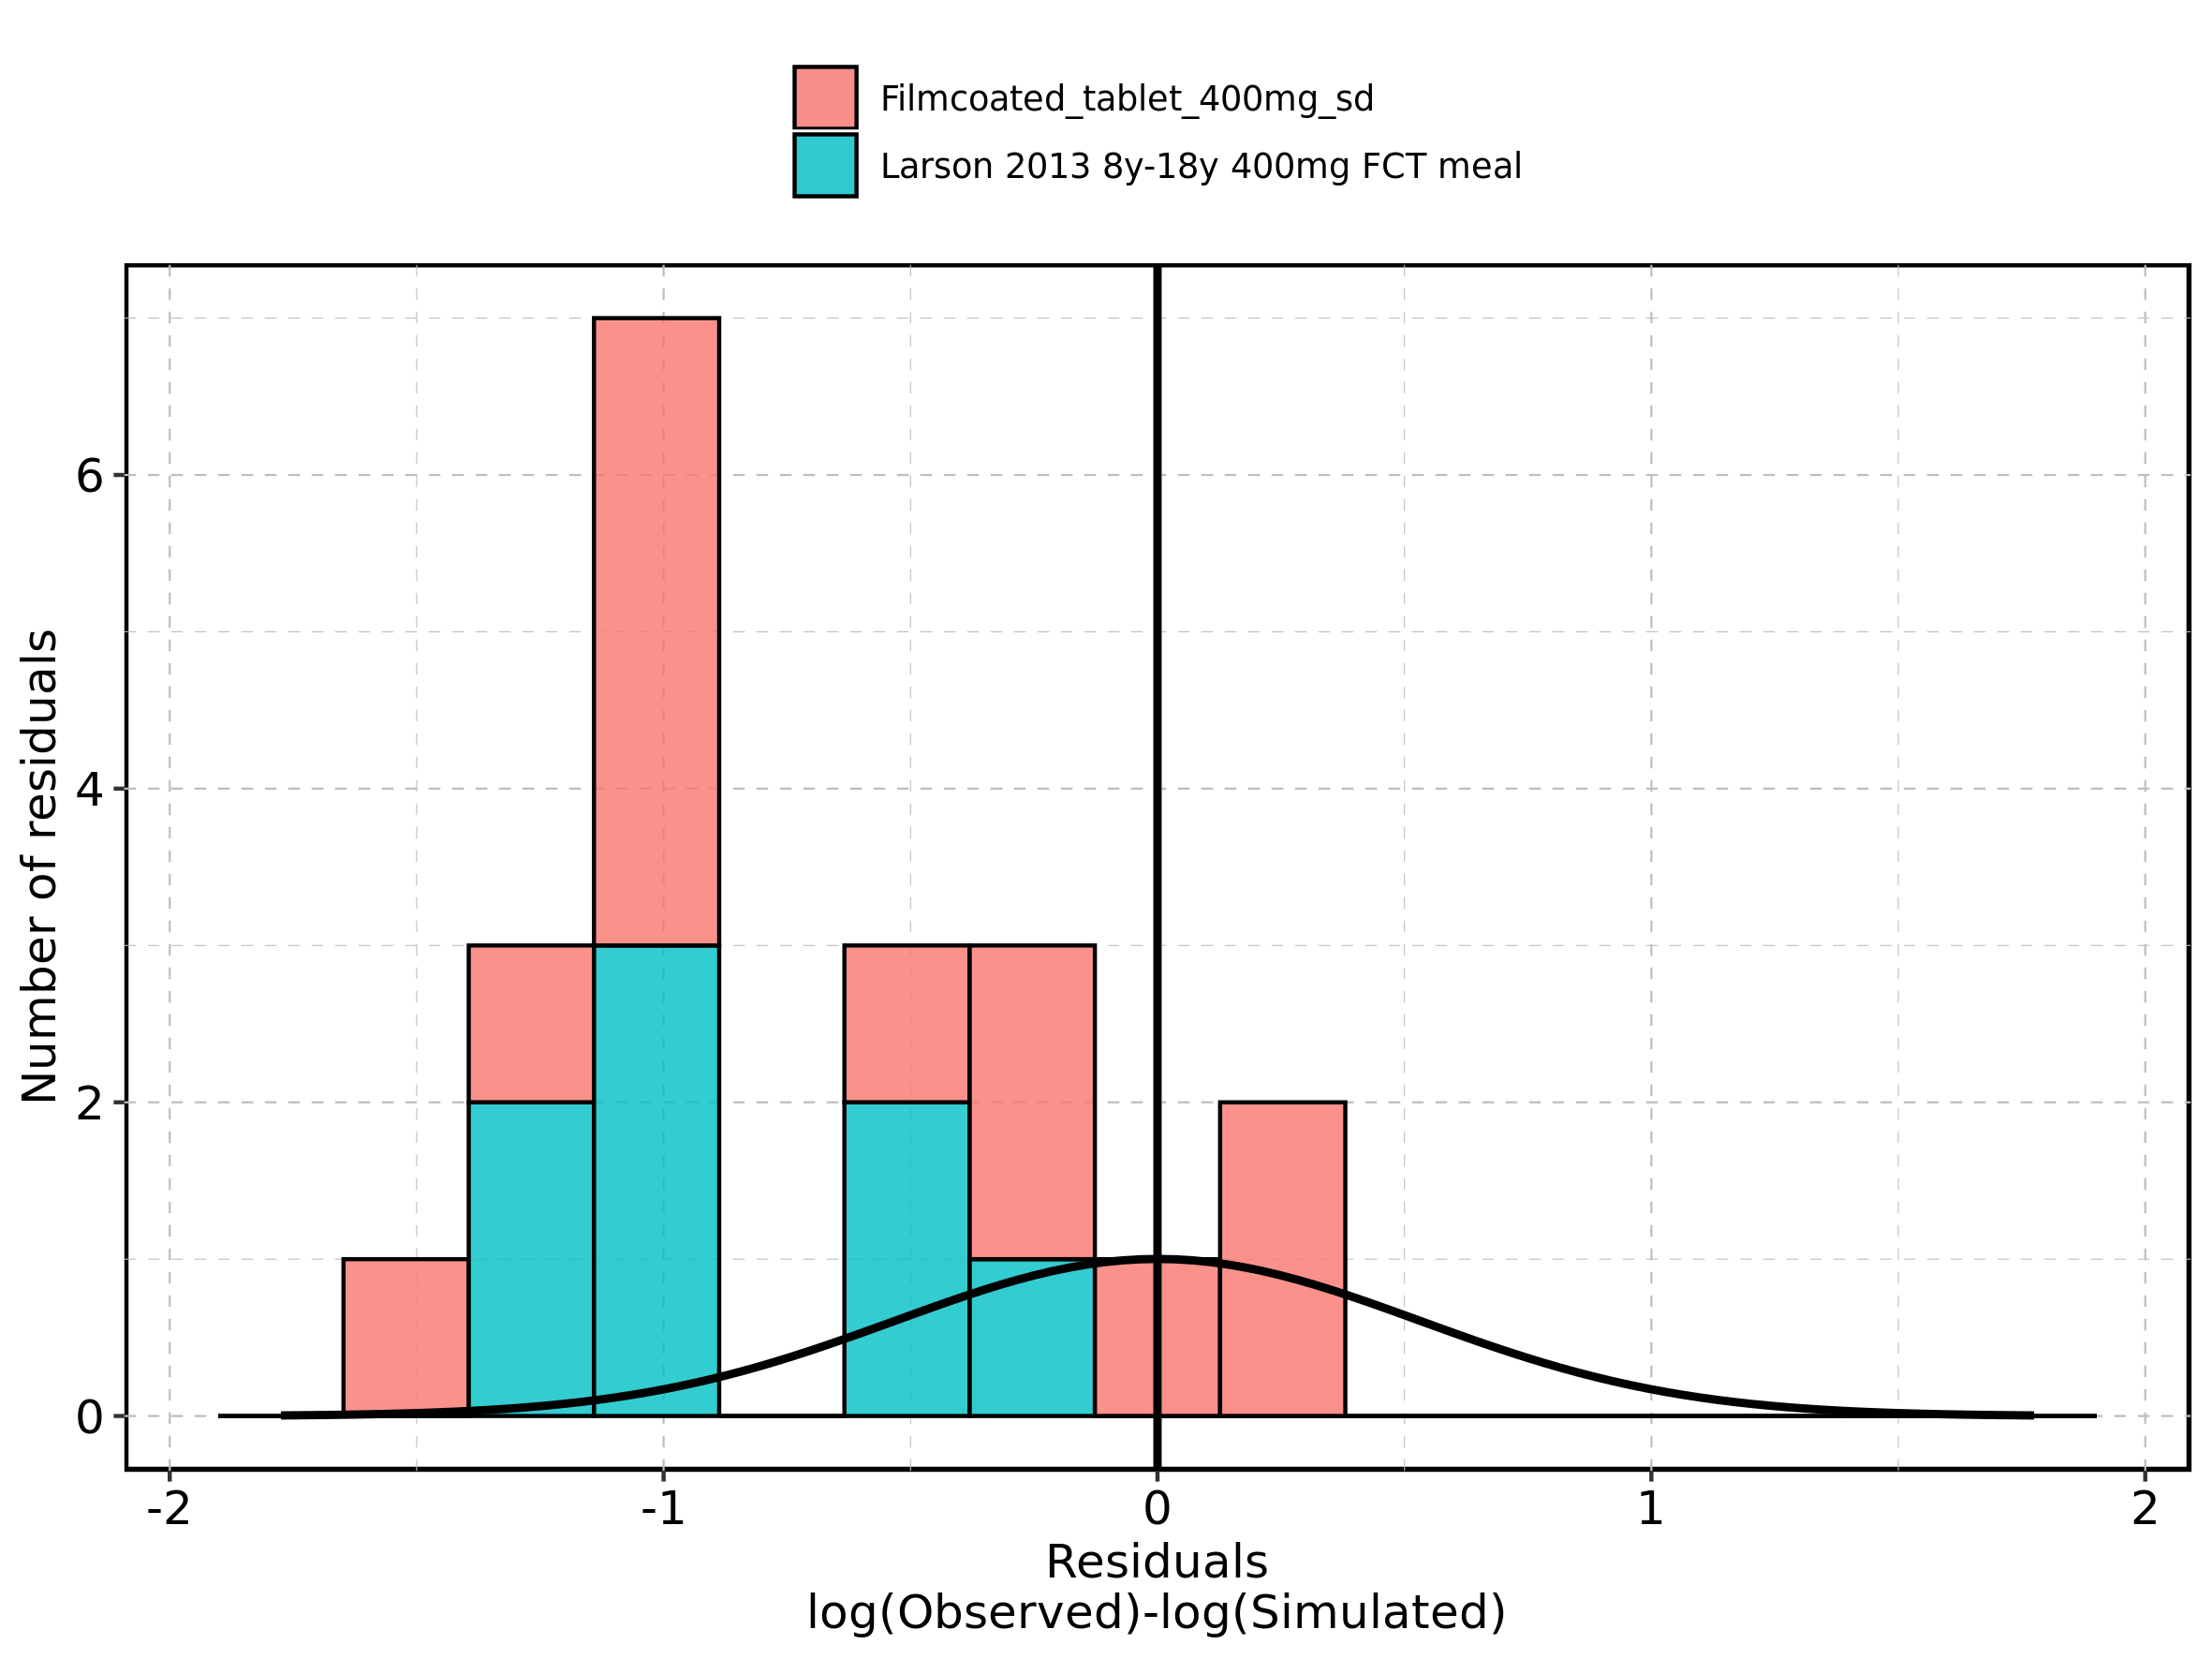 Filmcoated_tablet_400mg_sd
Larson 2013 8y-18y 400mg FCT meal
Number of residuals
6
4
2
0
-2 -1 0 1 2
Residuals
log(Observed)-log(Simulated)